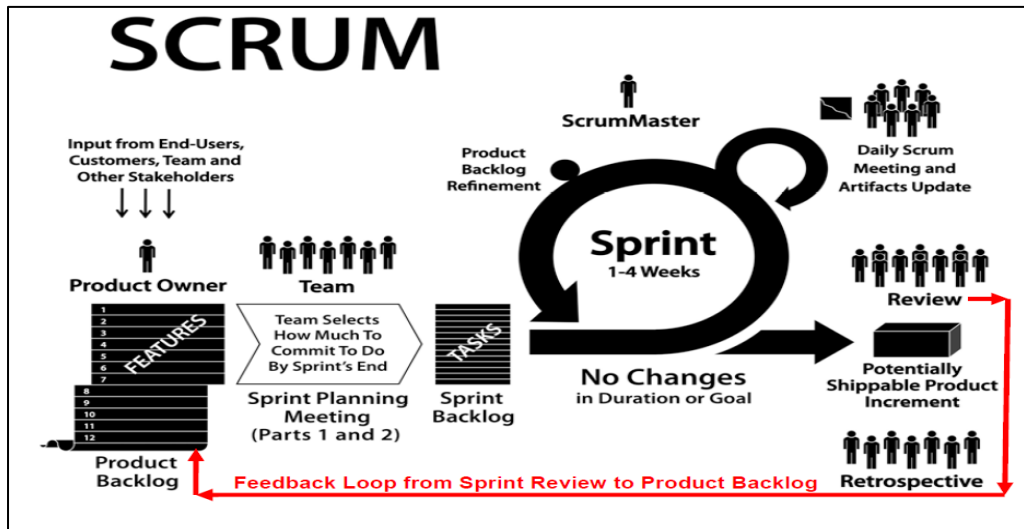 SCRUM
Input from End-Users,
Customers, Team and
Other Stakeholders
Product Owner
Team
1
2
3
4
5
6
7
FEATURES
8
9
10
11
12
Product
Backlog
Team Selects
How Much To
Commit To Do
By Sprint's End
Sprint Planning
Meeting
(Parts 1 and 2)
TASKS
Sprint
Backlog
ScrumMaster
Product
Backlog
Refinement
Sprint
1-4 Weeks
No Changes
in Duration or Goal
Daily Scrum
Meeting and
Artifacts Update
Review
Potentially
Shippable Product
Increment
Retrospective
Feedback Loop from Sprint Review to Product Backlog